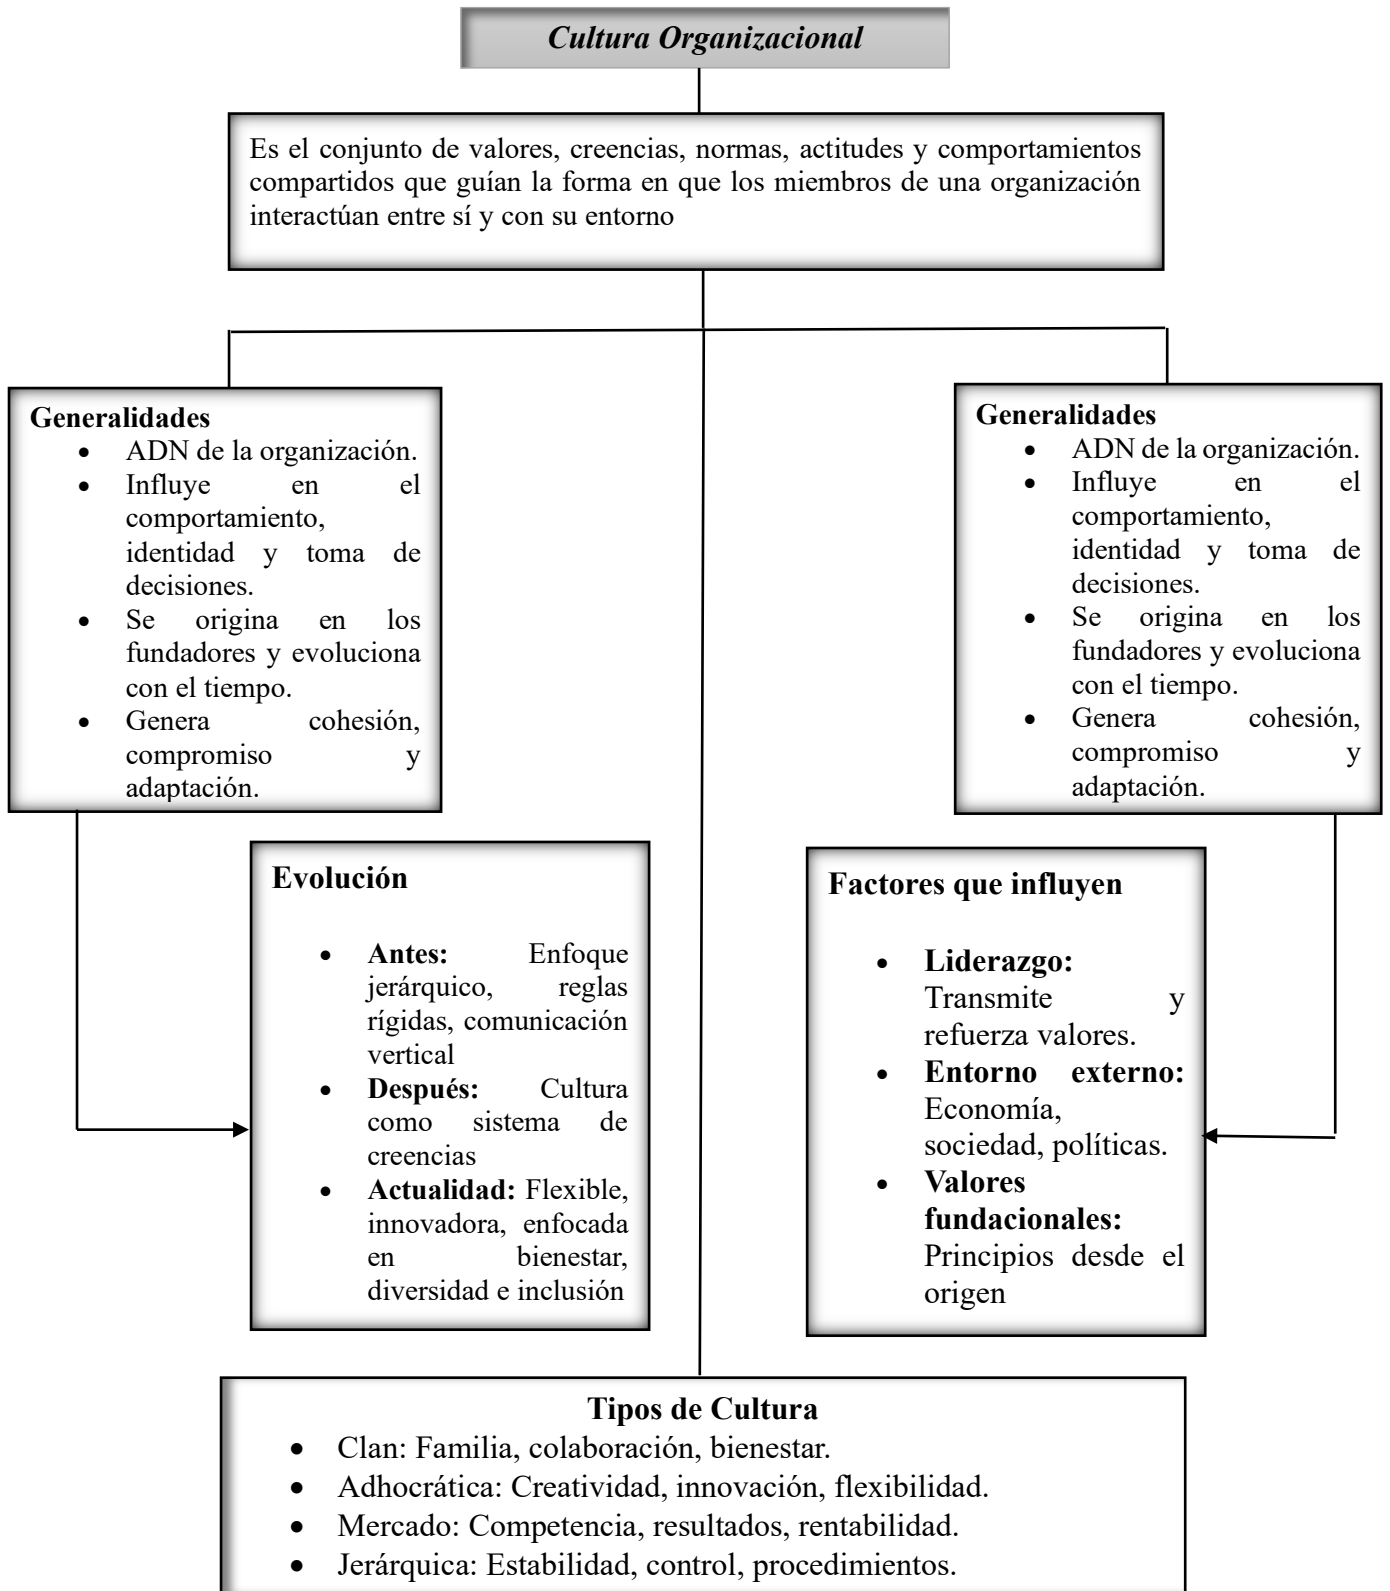 Cultura Organizacional
Es el conjunto de valores, creencias, normas, actitudes y comportamientos
compartidos que guían la forma en que los miembros de una organización
interactúan entre sí y con su entorno
Generalidades
• ADN de la organización.
• Influye en el
comportamiento,
identidad y toma de
decisiones.
• Se origina en los
fundadores y evoluciona
con el tiempo.
• Genera cohesión,
compromiso y
adaptación.
Generalidades
• ADN de la organización.
• Influye en el
comportamiento,
identidad y toma de
decisiones.
• Se origina en los
fundadores y evoluciona
con el tiempo.
• Genera cohesión,
compromiso y
adaptación.
Evolución
• Antes: Enfoque
jerárquico, reglas
rígidas, comunicación
vertical
• Después: Cultura
como sistema de
creencias
• Actualidad: Flexible,
innovadora, enfocada
en bienestar,
diversidad e inclusión
Factores que influyen
• Liderazgo:
Transmite y
refuerza valores.
• Entorno externo:
Economía,
sociedad, políticas.
• Valores
fundacionales:
Principios desde el
origen
Tipos de Cultura
• Clan: Familia, colaboración, bienestar.
• Adhocrática: Creatividad, innovación, flexibilidad.
• Mercado: Competencia, resultados, rentabilidad.
• Jerárquica: Estabilidad, control, procedimientos.